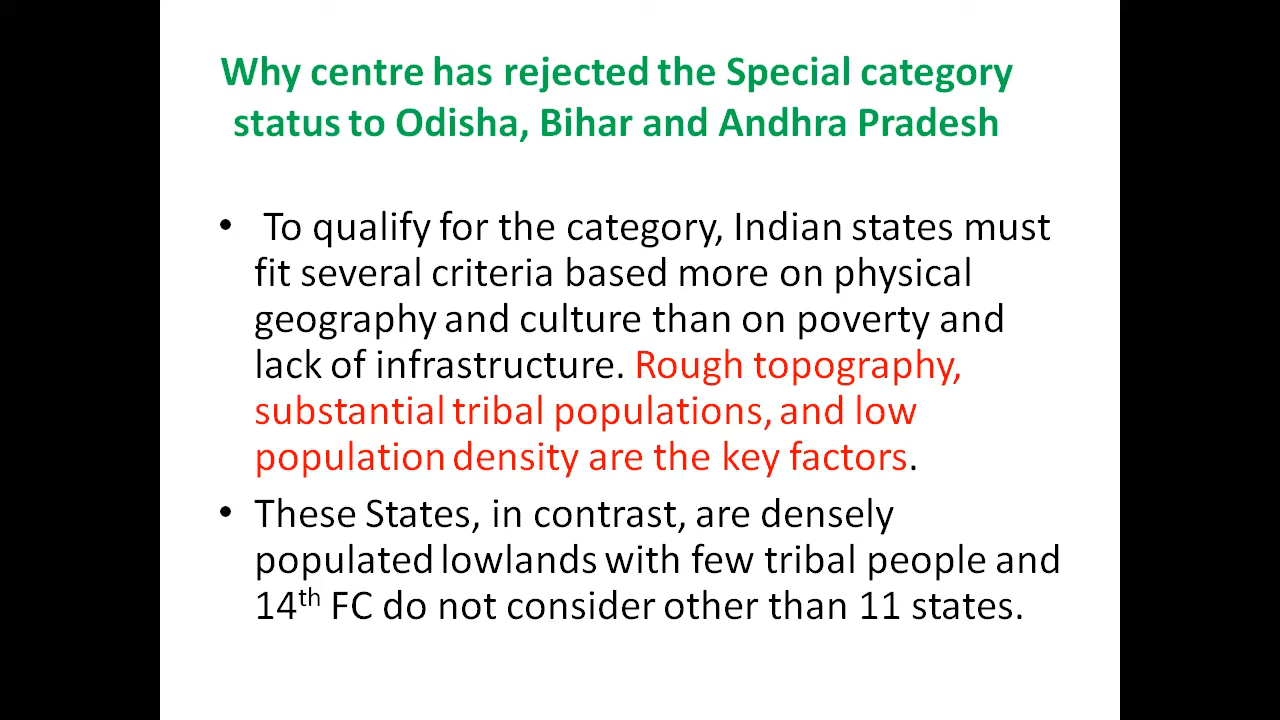 Why centre has rejected the Special category
status to Odisha, Bihar and Andhra Pradesh
• To qualify for the category, Indian states must
fit several criteria based more on physical
geography and culture than on poverty and
lack of infrastructure. Rough topography,
substantial tribal populations, and low
population density are the key factors.
• These States, in contrast, are densely
populated lowlands with few tribal people and
14th FC do not consider other than 11 states.